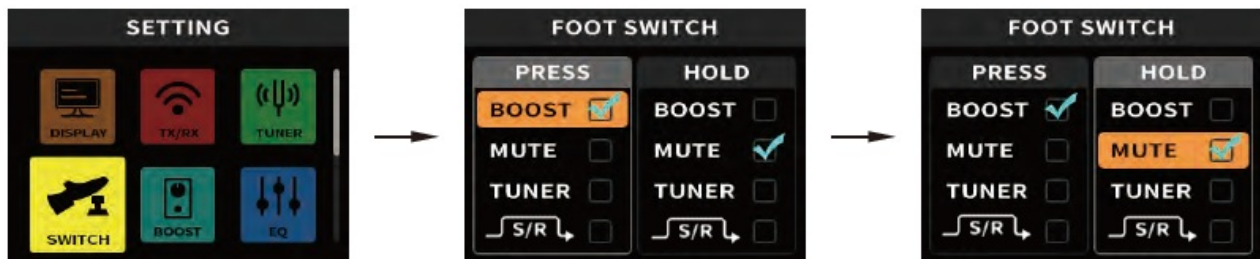 SETTING
DISPLAY TX/RX TUNER
SWITCH BOOST EQ
FOOT SWITCH
PRESS HOLD
BOOST BOOST
MUTE MUTE
TUNER TUNER
S/R S/R
FOOT SWITCH
PRESS HOLD
BOOST BOOST
MUTE MUTE
TUNER TUNER
S/R S/R